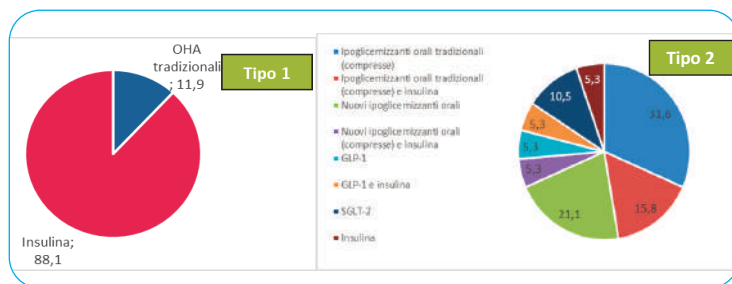 OHA
tradizionali
; 11,9
Tipo 1
Insulina;
88,1
Ipoglicemizzanti orali tradizionali
(compresse)
Ipoglicemizzanti orali tradizionali
(compresse) e insulina
Nuovi ipoglicemizzanti orali
Nuovi ipoglicemizzanti orali
(compresse) e insulina
GLP-1
GLP-1 e insulina
SGLT-2
Insulina
Tipo 2
5,3
10,5
31,6
5,3
5,3
5,3
21,1
15,8